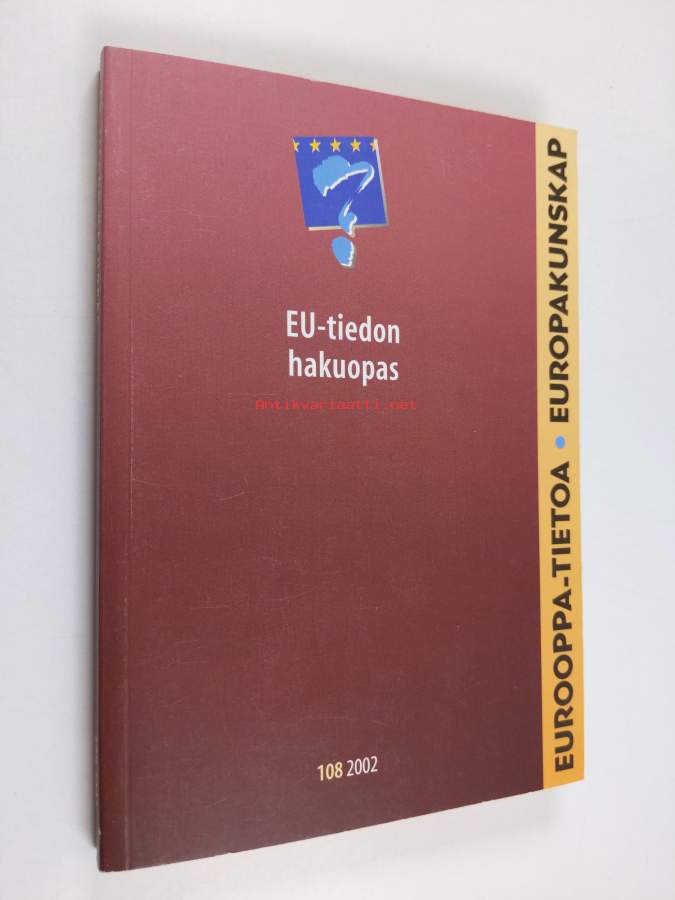 EU-tiedon
hakuopas
Antikvariaatti.net
108 2002
EUROOPPA-TIETOA • EUROPAKUNSKAP